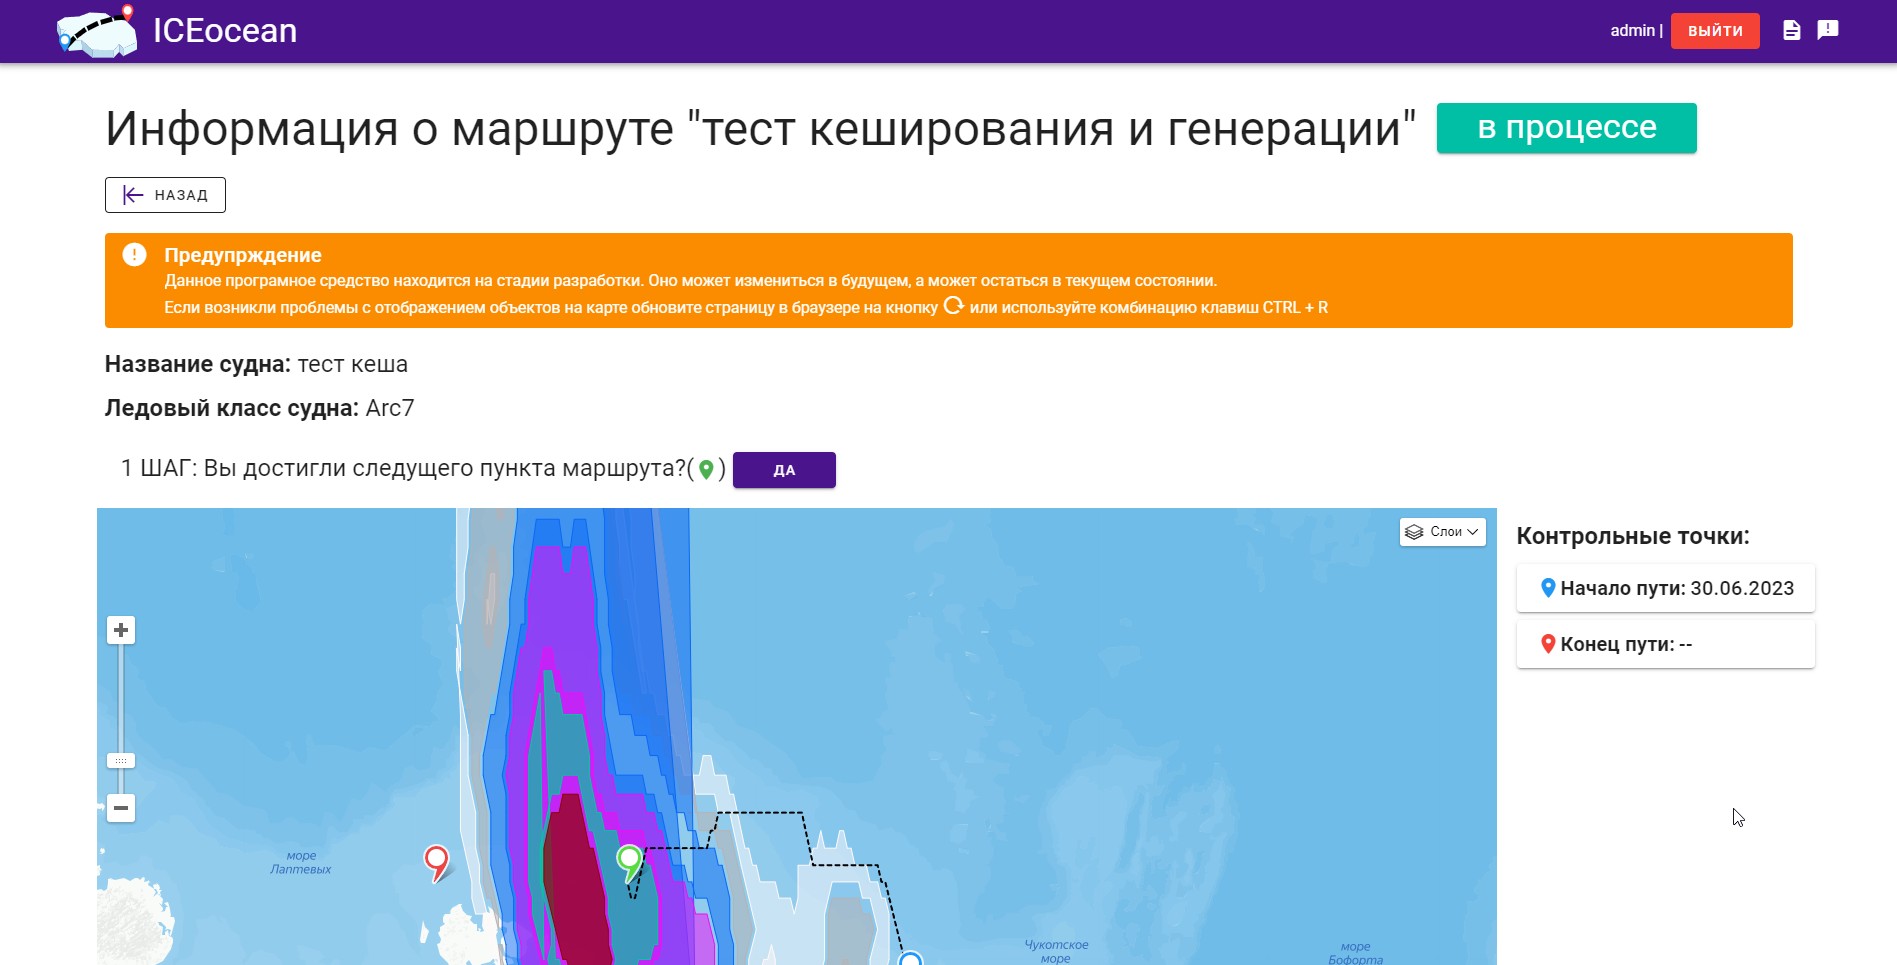 ICEocean
admin |
ВЫЙТИ
Информация о маршруте "тест кеширования и генерации"
в процессе
НАЗАД
Предупрждение
Данное програмное средство находится на стадии разработки. Оно может измениться в будущем, а может остаться в текущем состоянии.
Если возникли проблемы с отображением объектов на карте обновите страницу в браузере на кнопку или используйте комбинацию клавиш CTRL + R
Название судна: тест кеша
Ледовый класс судна: Arc7
1 ШАГ: Вы достигли следущего пункта маршрута?( )
ДА
Слои
Контрольные точки:
Начало пути: 30.06.2023
Конец пути: --
море
Лаптевых
Чукотское
море
море
Бофорта